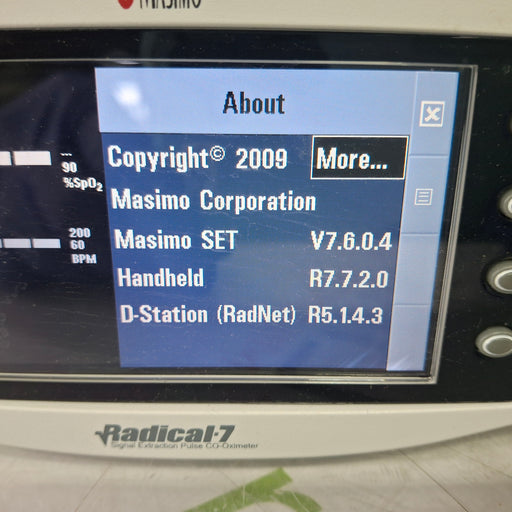 MASIMO
About
Copyright© 2009 More...
Masimo Corporation
Masimo SET V7.6.0.4
Handheld R7.7.2.0
D-Station (RadNet) R5.1.4.3
---
90
%SpO₂
200
60
BPM
Radical-7
Signal Extraction Pulse CO-Oximeter